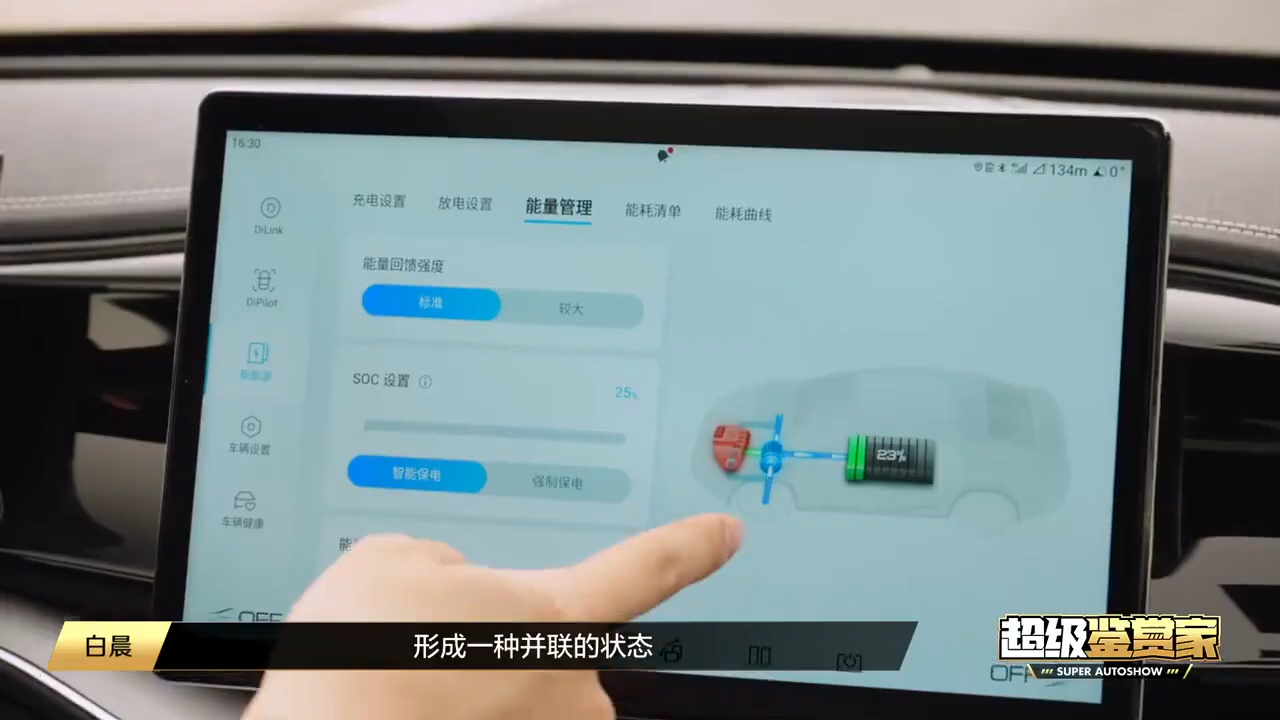 16:30
134m
0°
DiLink
DiPilot
新能源
车辆设置
车辆健康
充电设置
放电设置
能量管理
能耗清单
能耗曲线
能量回馈强度
标准
较大
SOC 设置
25%
智能保电
强制保电
能
23%
OFF
OFF
白晨
形成一种并联的状态
超级鉴赏家
SUPER AUTOSHOW